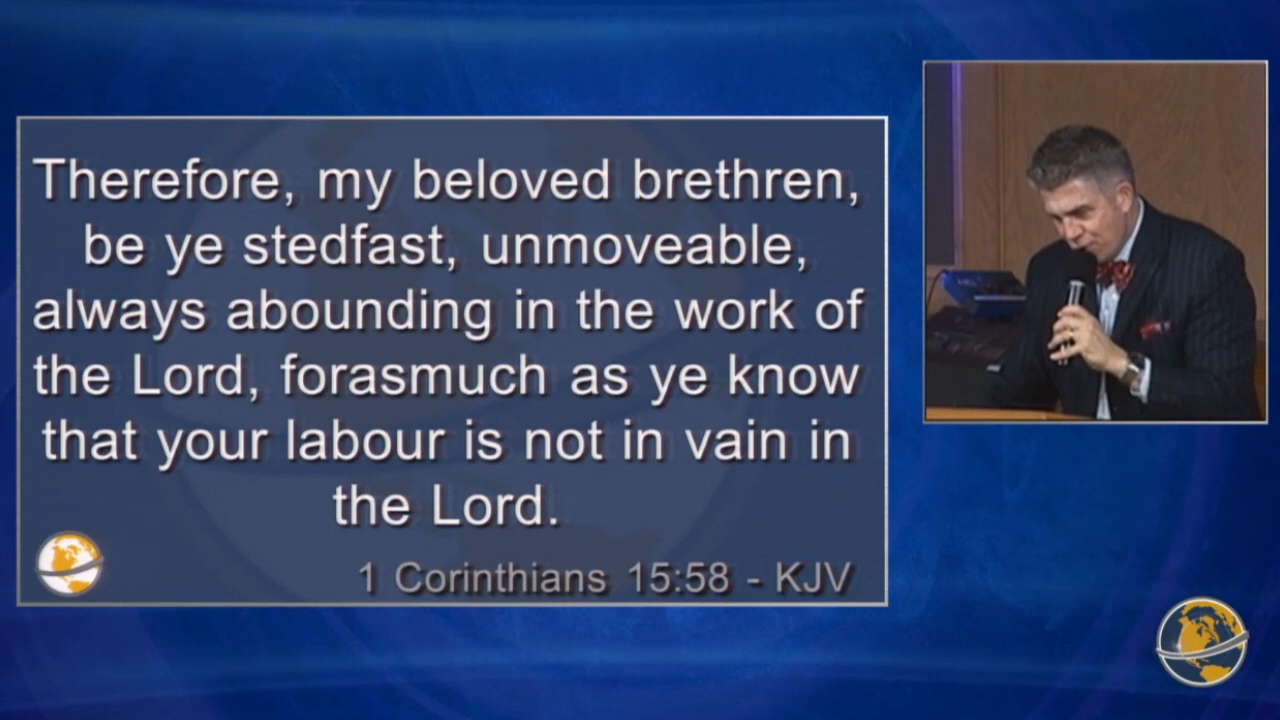 Therefore, my beloved brethren,
be ye stedfast, unmoveable,
always abounding in the work of
the Lord, forasmuch as ye know
that your labour is not in vain in
the Lord.
1 Corinthians 15:58 - KJV